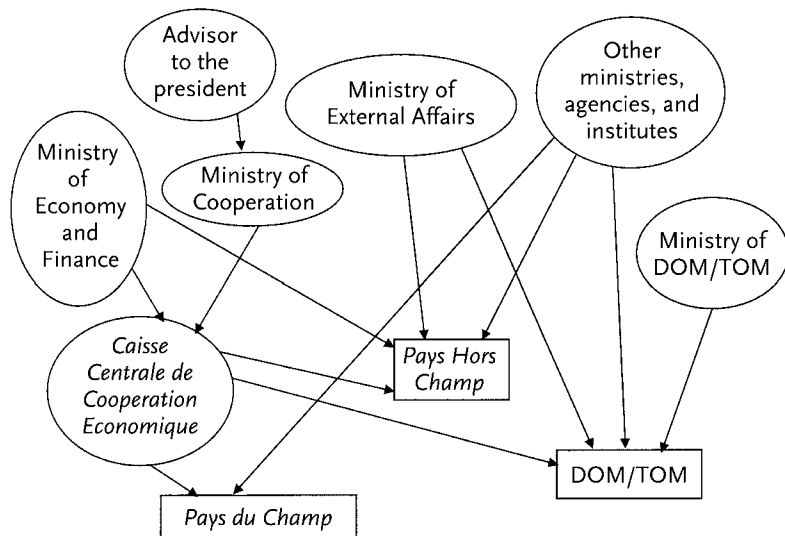 Advisor
to the
president
Ministry of
External Affairs
Other
ministries,
agencies, and
institutes
Ministry
of
Economy
and
Finance
Ministry of
Cooperation
Ministry of
DOM/TOM
Caisse
Centrale de
Cooperation
Economique
Pays Hors
Champ
DOM/TOM
Pays du Champ